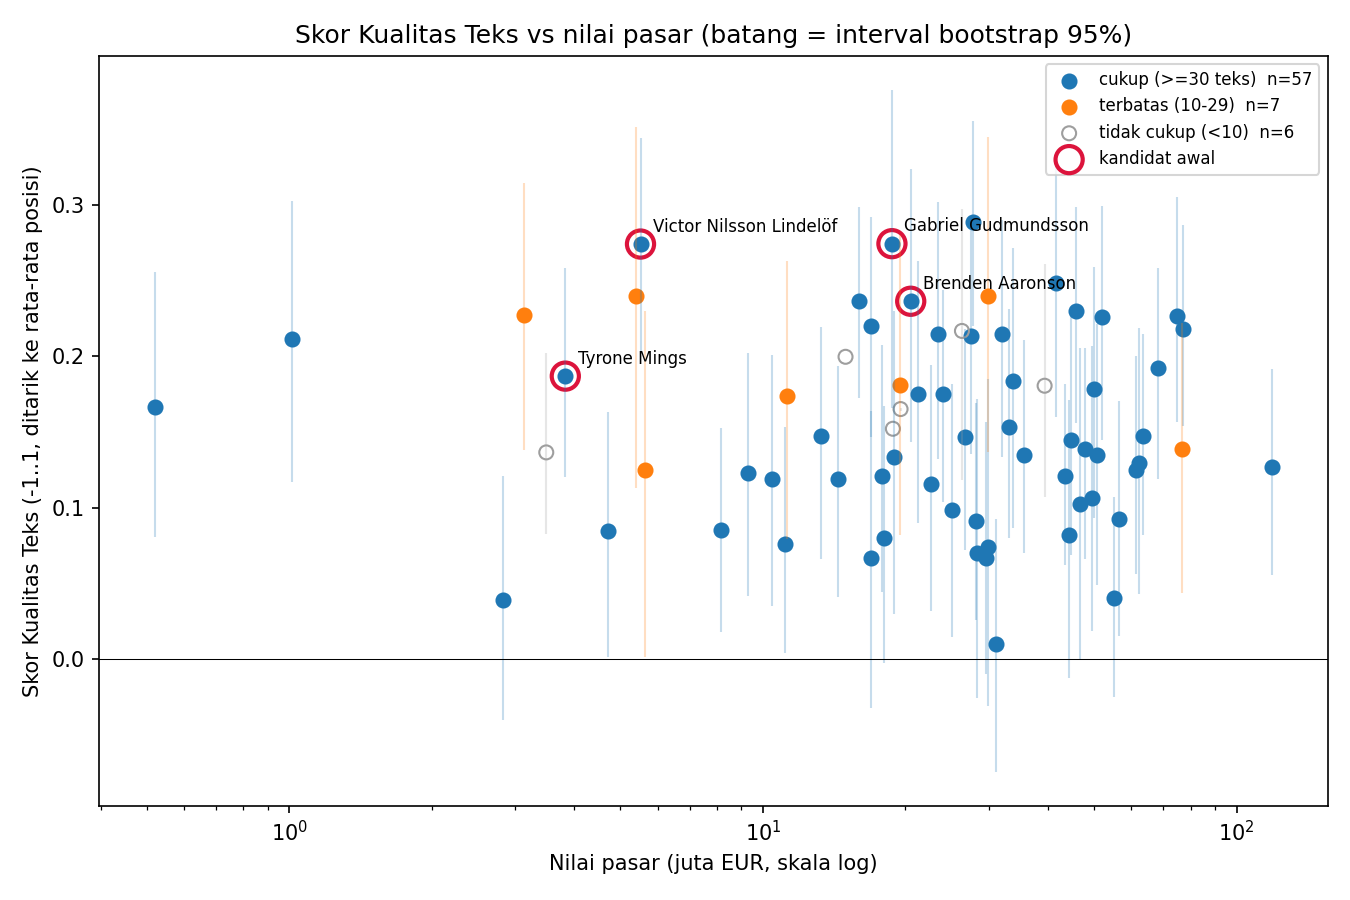 Skor Kualitas Teks vs nilai pasar (batang = interval bootstrap 95%)
cukup (>=30 teks)  n=57
terbatas (10-29)  n=7
tidak cukup (<10)  n=6
kandidat awal
Skor Kualitas Teks (-1..1, ditarik ke rata-rata posisi)
0.3
0.2
0.1
0.0
Victor Nilsson Lindelöf
Gabriel Gudmundsson
Brenden Aaronson
Tyrone Mings
10⁰
10¹
10²
Nilai pasar (juta EUR, skala log)